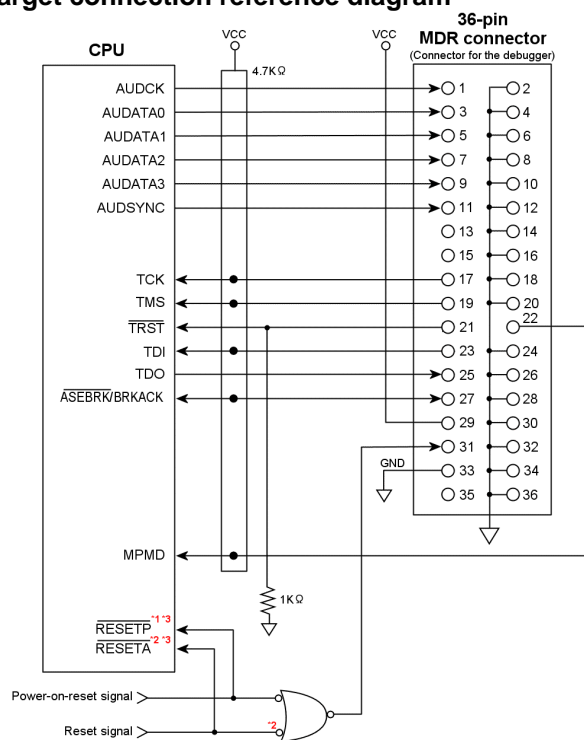 arget connection reference diagram
36-pin
MDR connector
(Connector for the debugger)
CPU
VCC
VCC
4.7KΩ
AUDCK
1
2
AUDATA0
3
4
AUDATA1
5
6
AUDATA2
7
8
AUDATA3
9
10
AUDSYNC
11
12
13
14
15
16
TCK
17
18
TMS
19
20
TRST
21
22
TDI
23
24
TDO
25
26
ASEBRK/BRKACK
27
28
29
30
31
32
GND
33
34
35
36
MPMD
1KΩ
RESETP *1 *3
RESETA *2 *3
Power-on-reset signal
Reset signal
*2